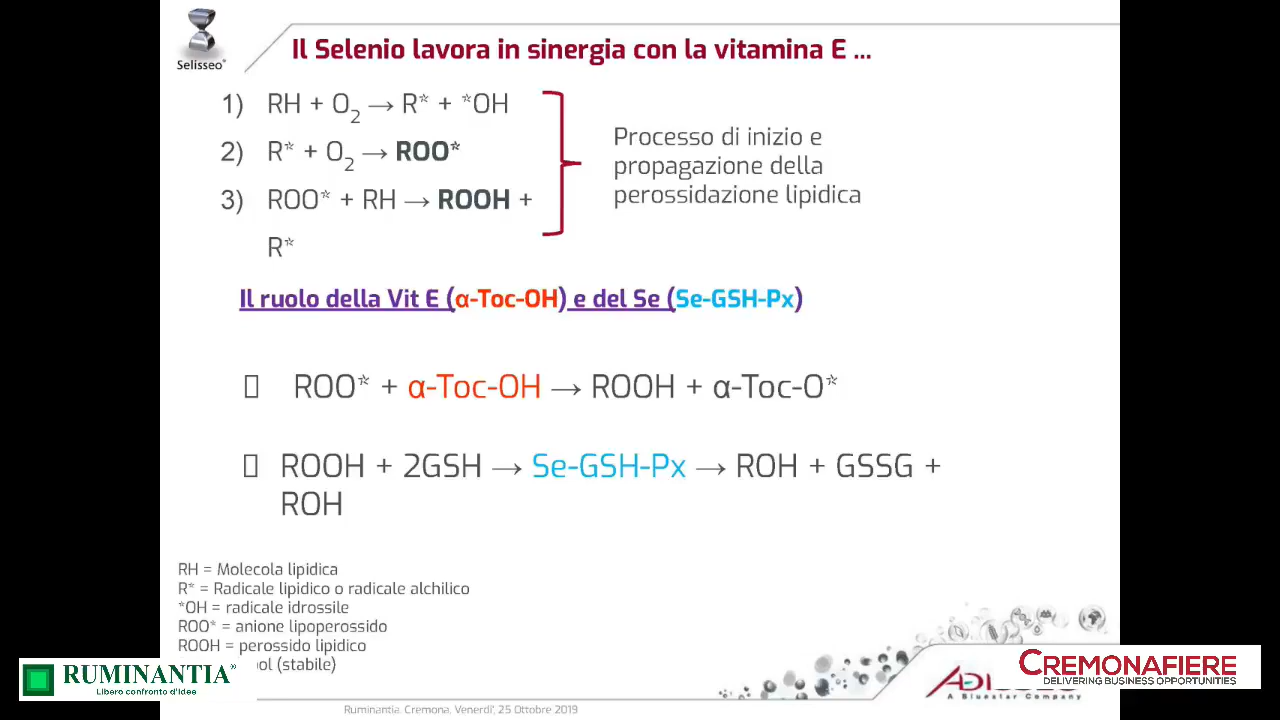 Selisseo®
Il Selenio lavora in sinergia con la vitamina E ...
1) RH + O2 → R* + *OH
2) R* + O2 → ROO*
3) ROO* + RH → ROOH +
R*
Processo di inizio e
propagazione della
perossidazione lipidica
Il ruolo della Vit E (α-Toc-OH) e del Se (Se-GSH-Px)
ROO* + α-Toc-OH → ROOH + α-Toc-O*
ROOH + 2GSH → Se-GSH-Px → ROH + GSSG +
ROH
RH = Molecola lipidica
R* = Radicale lipidico o radicale alchilico
*OH = radicale idrossile
ROO* = anione lipoperossido
ROOH = perossido lipidico
(stabile)
RUMINANTIA®
Libero confronto d'Idee
Ruminantia. Cremona. Venerdi', 25 Ottobre 2019
A Bluestar Company
CREMONAFIERE
DELIVERING BUSINESS OPPORTUNITIES